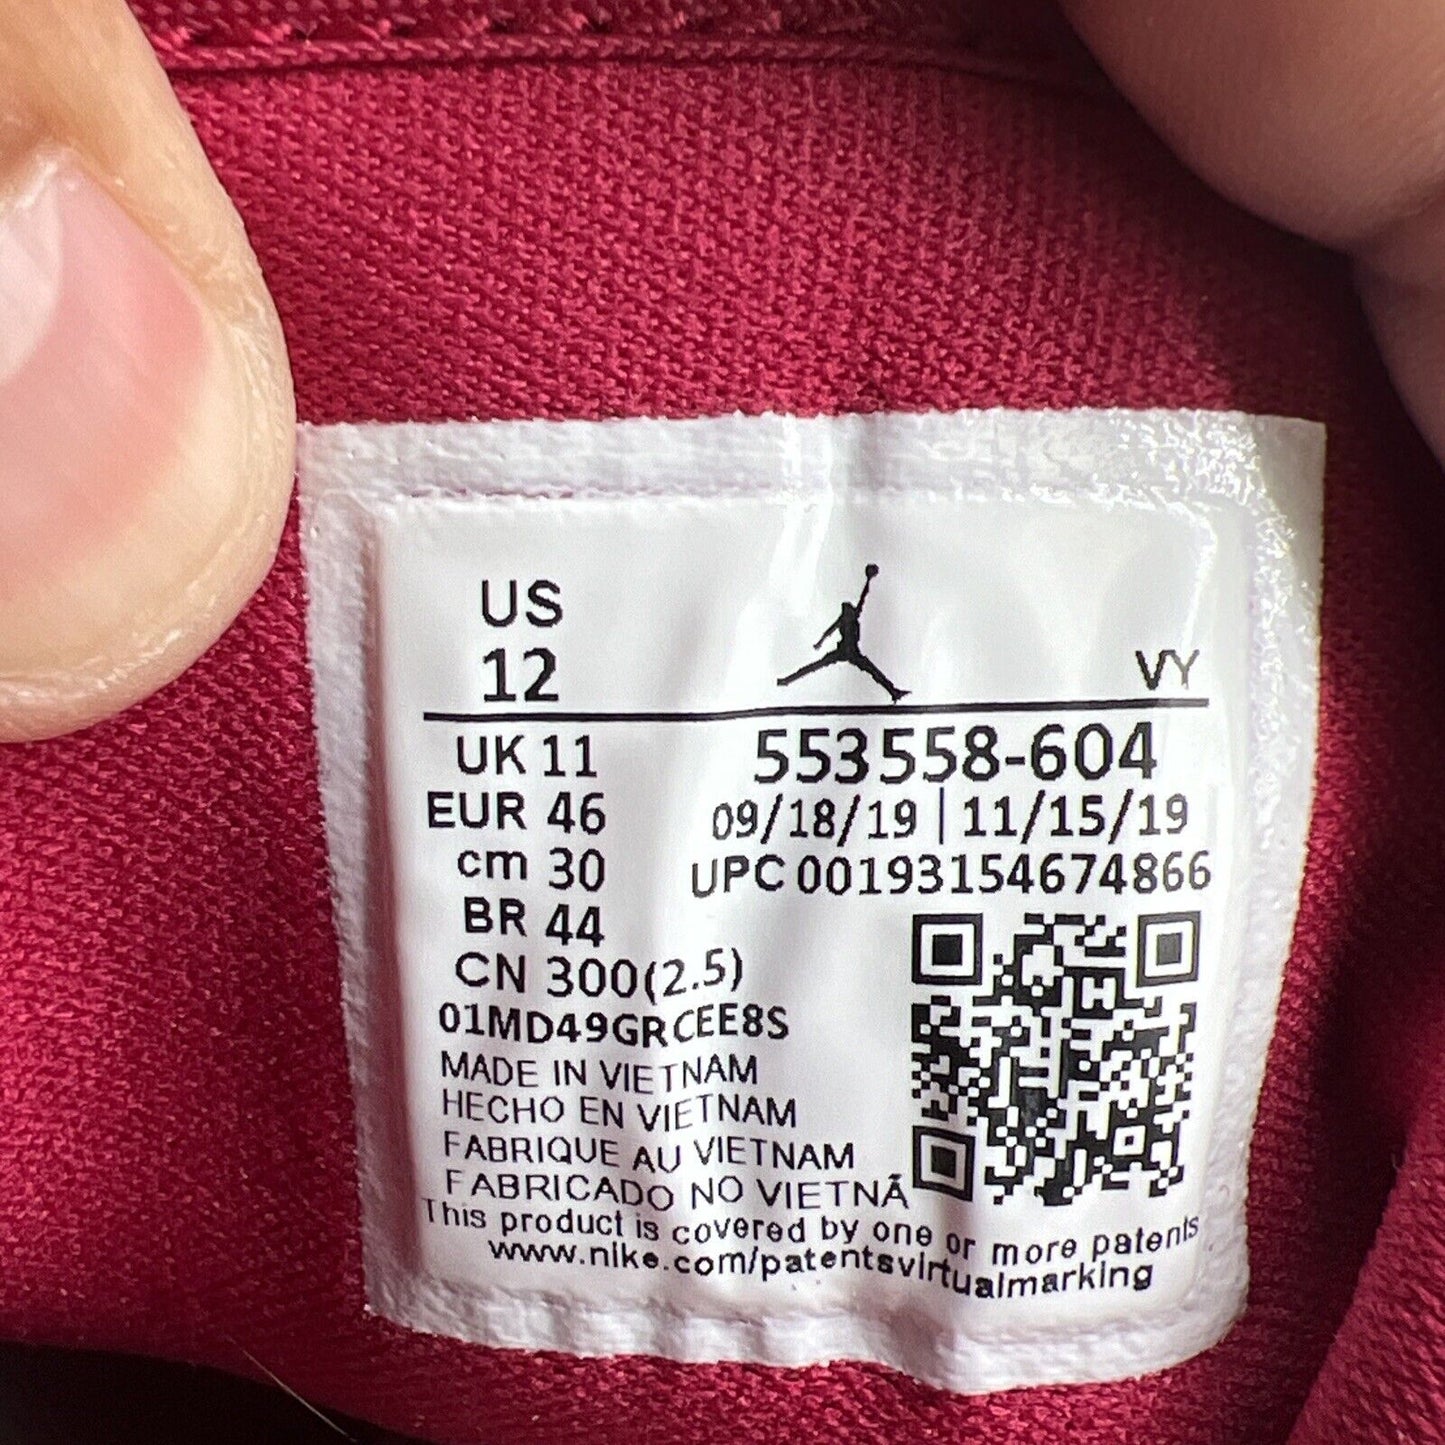 US
12
VY
UK 11
EUR 46
cm 30
BR 44
CN 300(2.5)
553558-604
09/18/19 | 11/15/19
UPC 00193154674866
01MD49GRCEE8S
MADE IN VIETNAM
HECHO EN VIETNAM
FABRIQUE AU VIETNAM
FABRICADO NO VIETNÃ
This product is covered by one or more patents
www.nike.com/patentsvirtualmarking